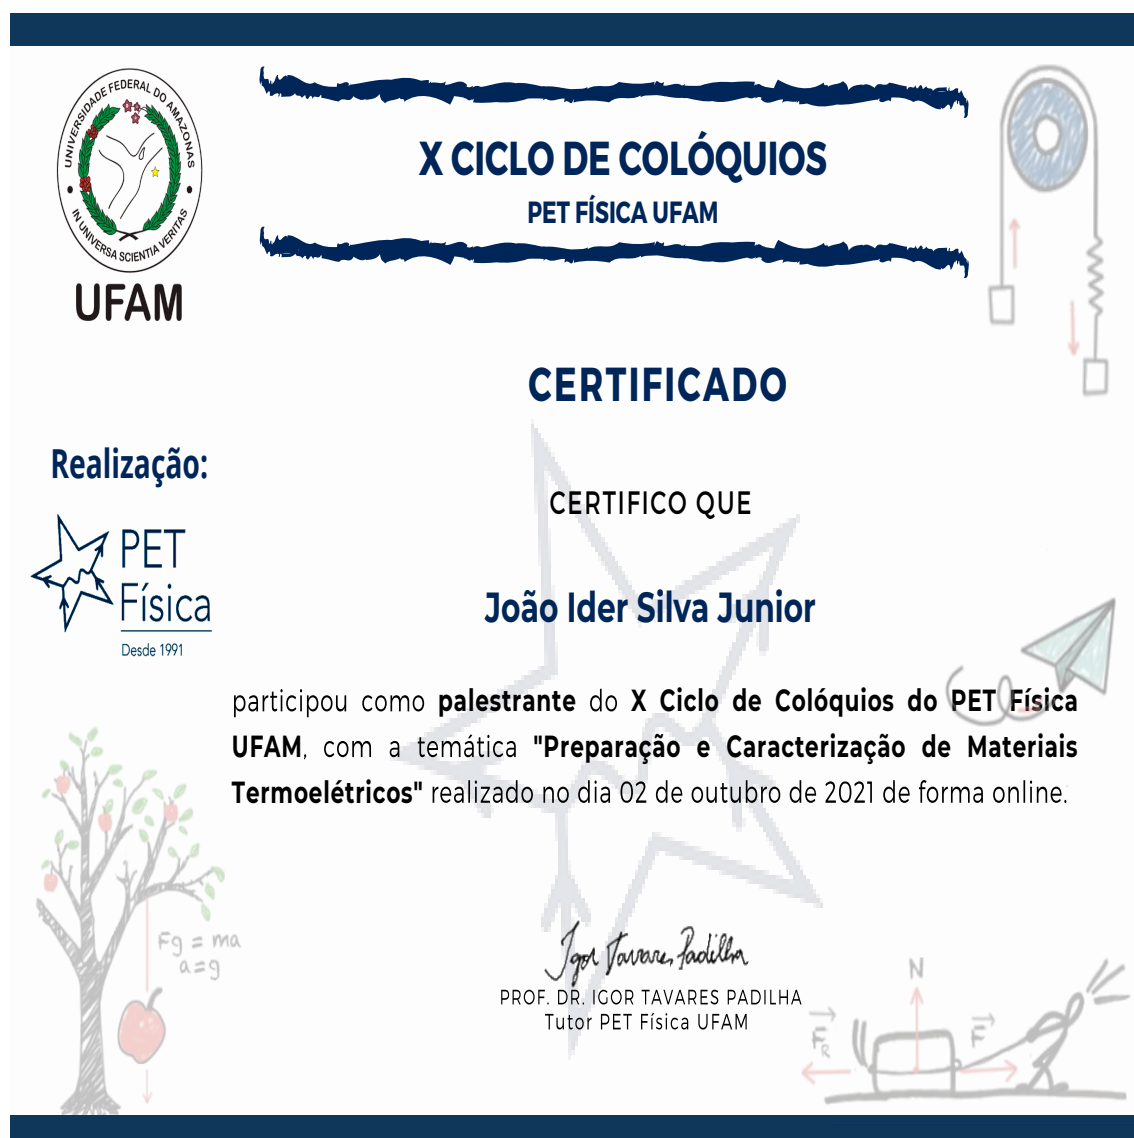 UNIVERSIDADE FEDERAL DO AMAZONAS
IN UNIVERSA SCIENTIA VERITAS
UFAM
X CICLO DE COLÓQUIOS
PET FÍSICA UFAM
CERTIFICADO
Realização:
PET
Física
Desde 1991
CERTIFICO QUE
João Ider Silva Junior
participou como palestrante do X Ciclo de Colóquios do PET Física
UFAM, com a temática "Preparação e Caracterização de Materiais
Termoelétricos" realizado no dia 02 de outubro de 2021 de forma online.
Fg = ma
a=g
Igor Tavares Padilha
PROF. DR. IGOR TAVARES PADILHA
Tutor PET Física UFAM
N
F_R
F